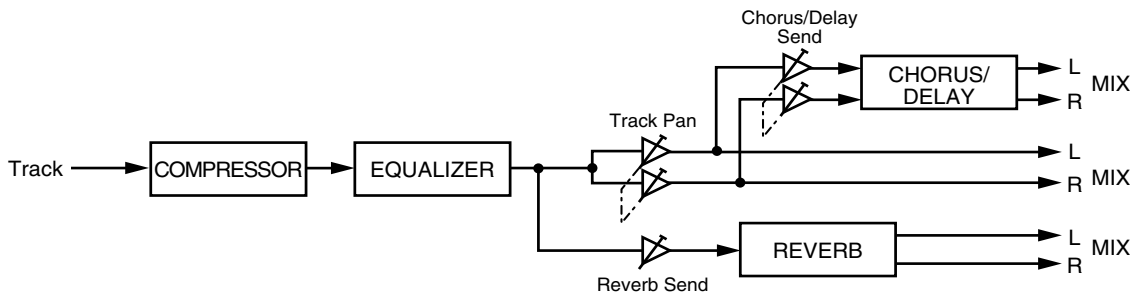 Chorus/Delay
Send
CHORUS/
DELAY
L
R
MIX
Track Pan
Track
COMPRESSOR
EQUALIZER
L
R
MIX
Reverb Send
REVERB
L
R
MIX